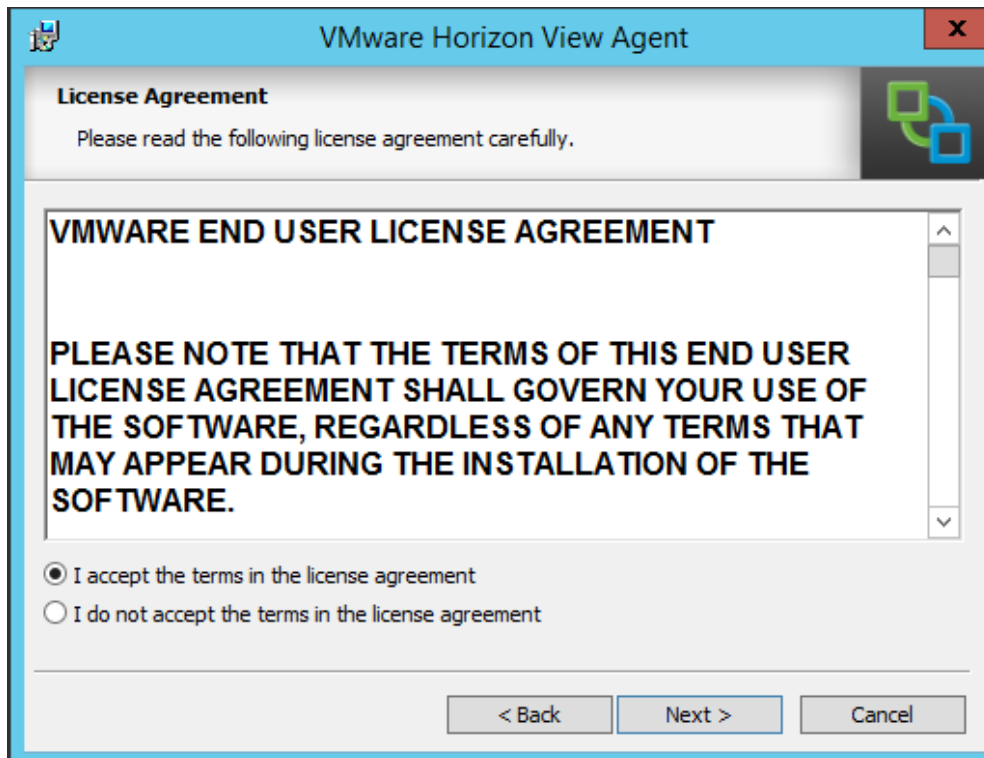 VMware Horizon View Agent
x
License Agreement
Please read the following license agreement carefully.
VMWARE END USER LICENSE AGREEMENT
PLEASE NOTE THAT THE TERMS OF THIS END USER
LICENSE AGREEMENT SHALL GOVERN YOUR USE OF
THE SOFTWARE, REGARDLESS OF ANY TERMS THAT
MAY APPEAR DURING THE INSTALLATION OF THE
SOFTWARE.
I accept the terms in the license agreement
I do not accept the terms in the license agreement
< Back
Next >
Cancel